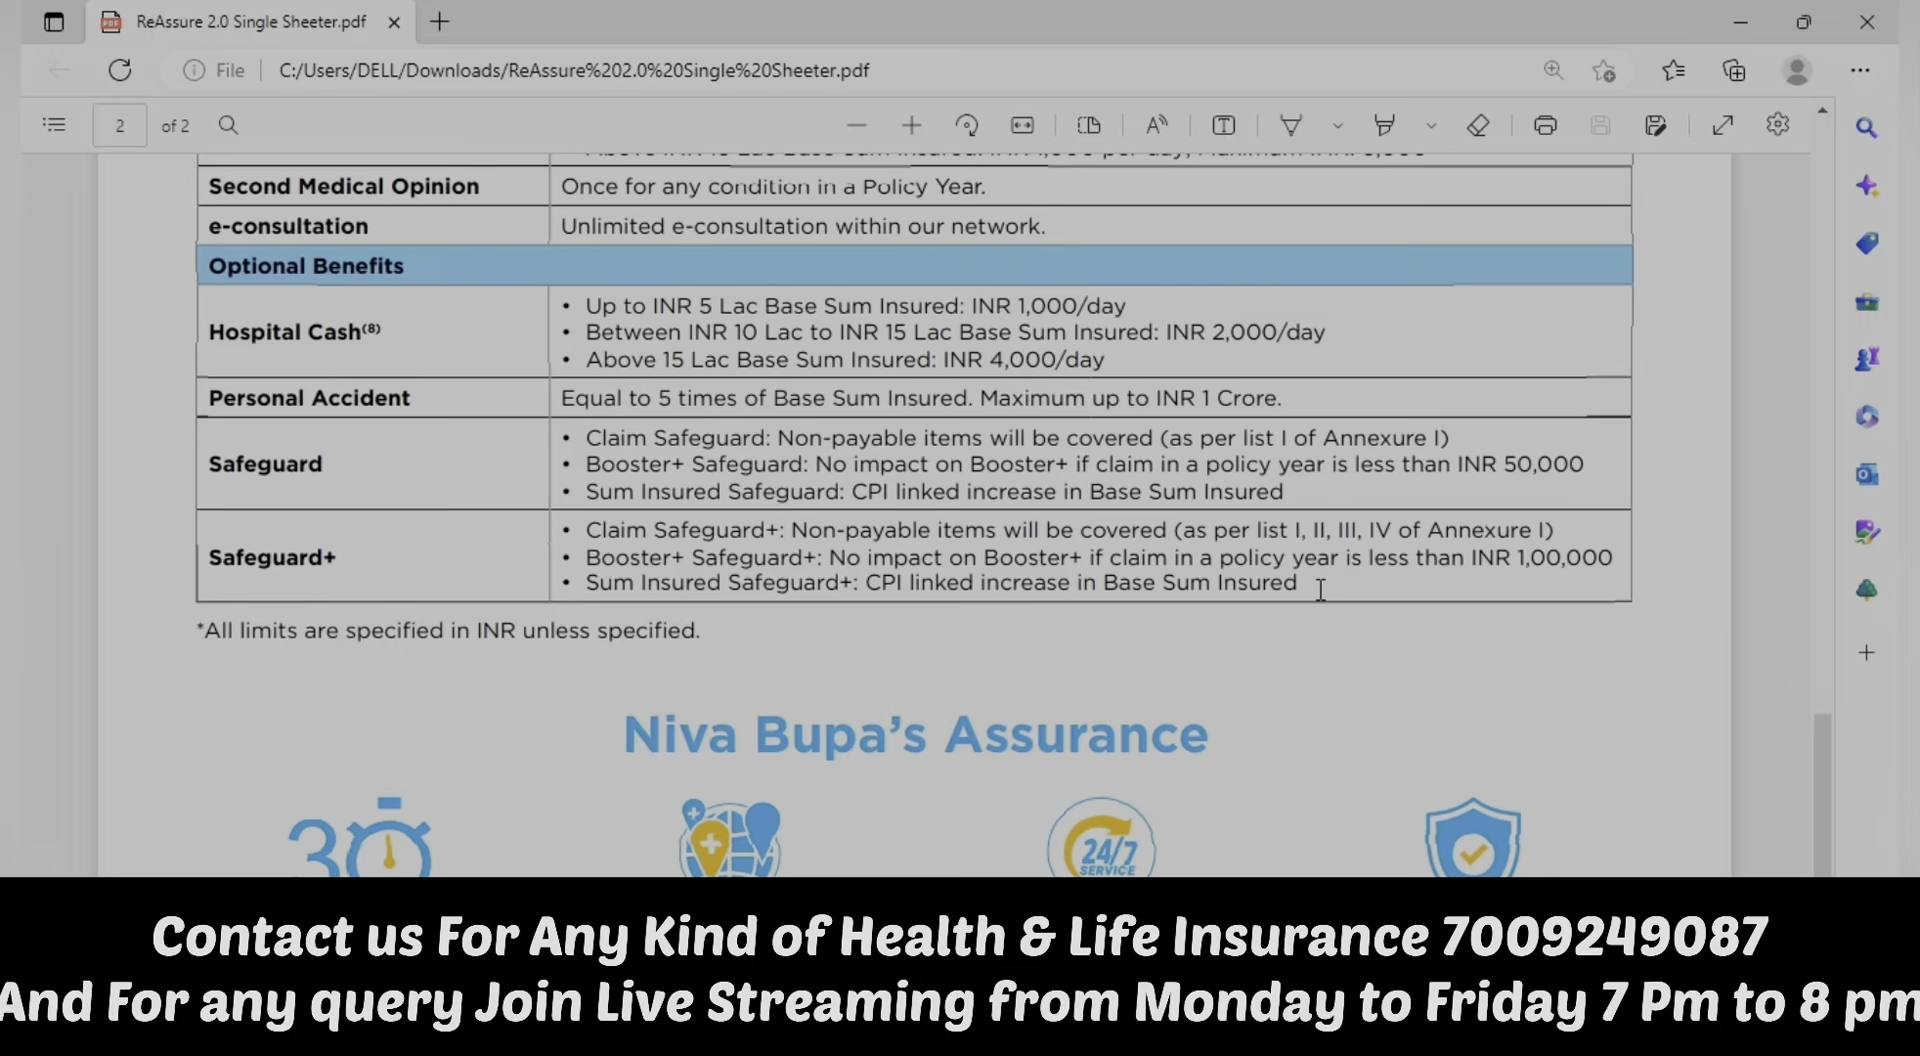 ReAssure 2.0 Single Sheeter.pdf
File
C:/Users/DELL/Downloads/ReAssure%202.0%20Single%20Sheeter.pdf
2 of 2
Second Medical Opinion
Once for any condition in a Policy Year.
e-consultation
Unlimited e-consultation within our network.
Optional Benefits
Hospital Cash(8)
• Up to INR 5 Lac Base Sum Insured: INR 1,000/day
• Between INR 10 Lac to INR 15 Lac Base Sum Insured: INR 2,000/day
• Above 15 Lac Base Sum Insured: INR 4,000/day
Personal Accident
Equal to 5 times of Base Sum Insured. Maximum up to INR 1 Crore.
Safeguard
• Claim Safeguard: Non-payable items will be covered (as per list I of Annexure I)
• Booster+ Safeguard: No impact on Booster+ if claim in a policy year is less than INR 50,000
• Sum Insured Safeguard: CPI linked increase in Base Sum Insured
Safeguard+
• Claim Safeguard+: Non-payable items will be covered (as per list I, II, III, IV of Annexure I)
• Booster+ Safeguard+: No impact on Booster+ if claim in a policy year is less than INR 1,00,000
• Sum Insured Safeguard+: CPI linked increase in Base Sum Insured
*All limits are specified in INR unless specified.
Niva Bupa's Assurance
30
24/7
SERVICE
Contact us For Any Kind of Health & Life Insurance 7009249087
And For any query Join Live Streaming from Monday to Friday 7 Pm to 8 pm